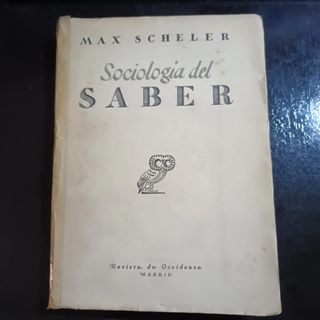 MAX SCHELER
Sociología del
SABER
Revista de Occidente
MADRID